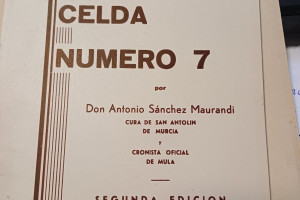 CELDA
NUMERO 7
por
Don Antonio Sánchez Maurandi
CURA DE SAN ANTOLIN
DE MURCIA
Y
CRONISTA OFICIAL
DE MULA
SEGUNDA EDICION